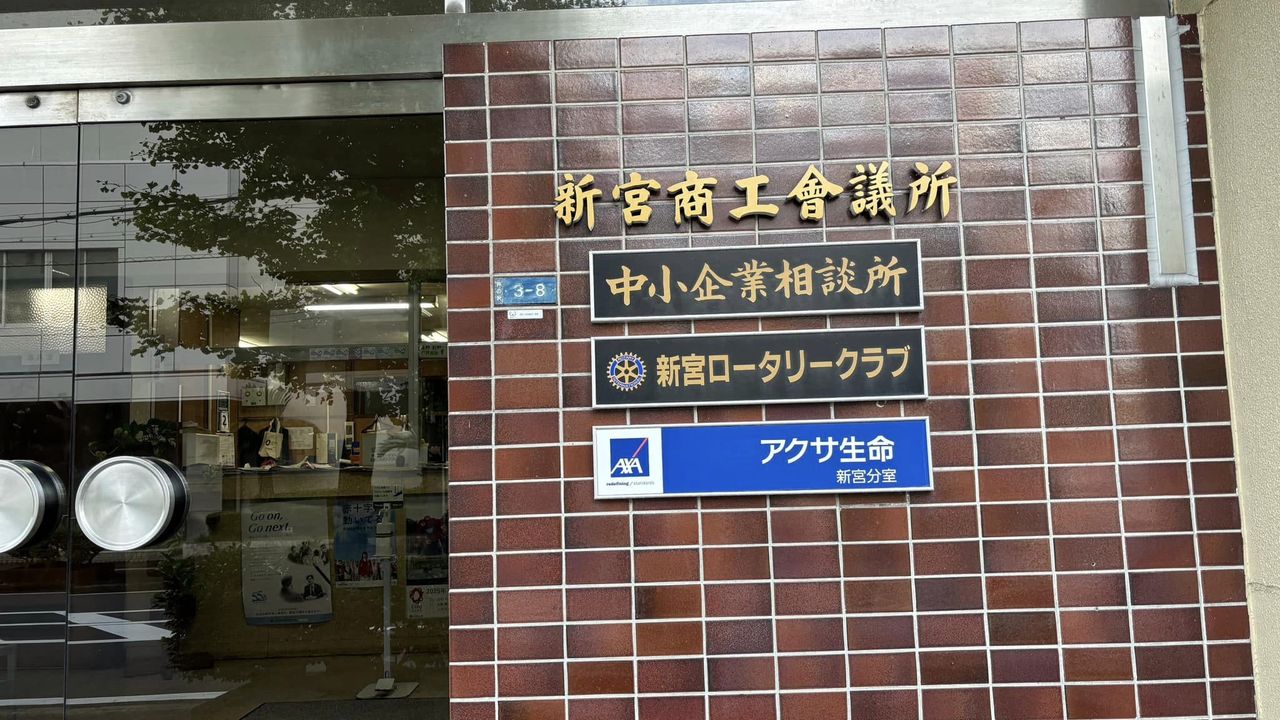 新宮商工會議所
中小企業相談所
3-8
新宮ロータリークラブ
AXA
redefining / standards
アクサ生命
新宮分室
Go on,
Go next.